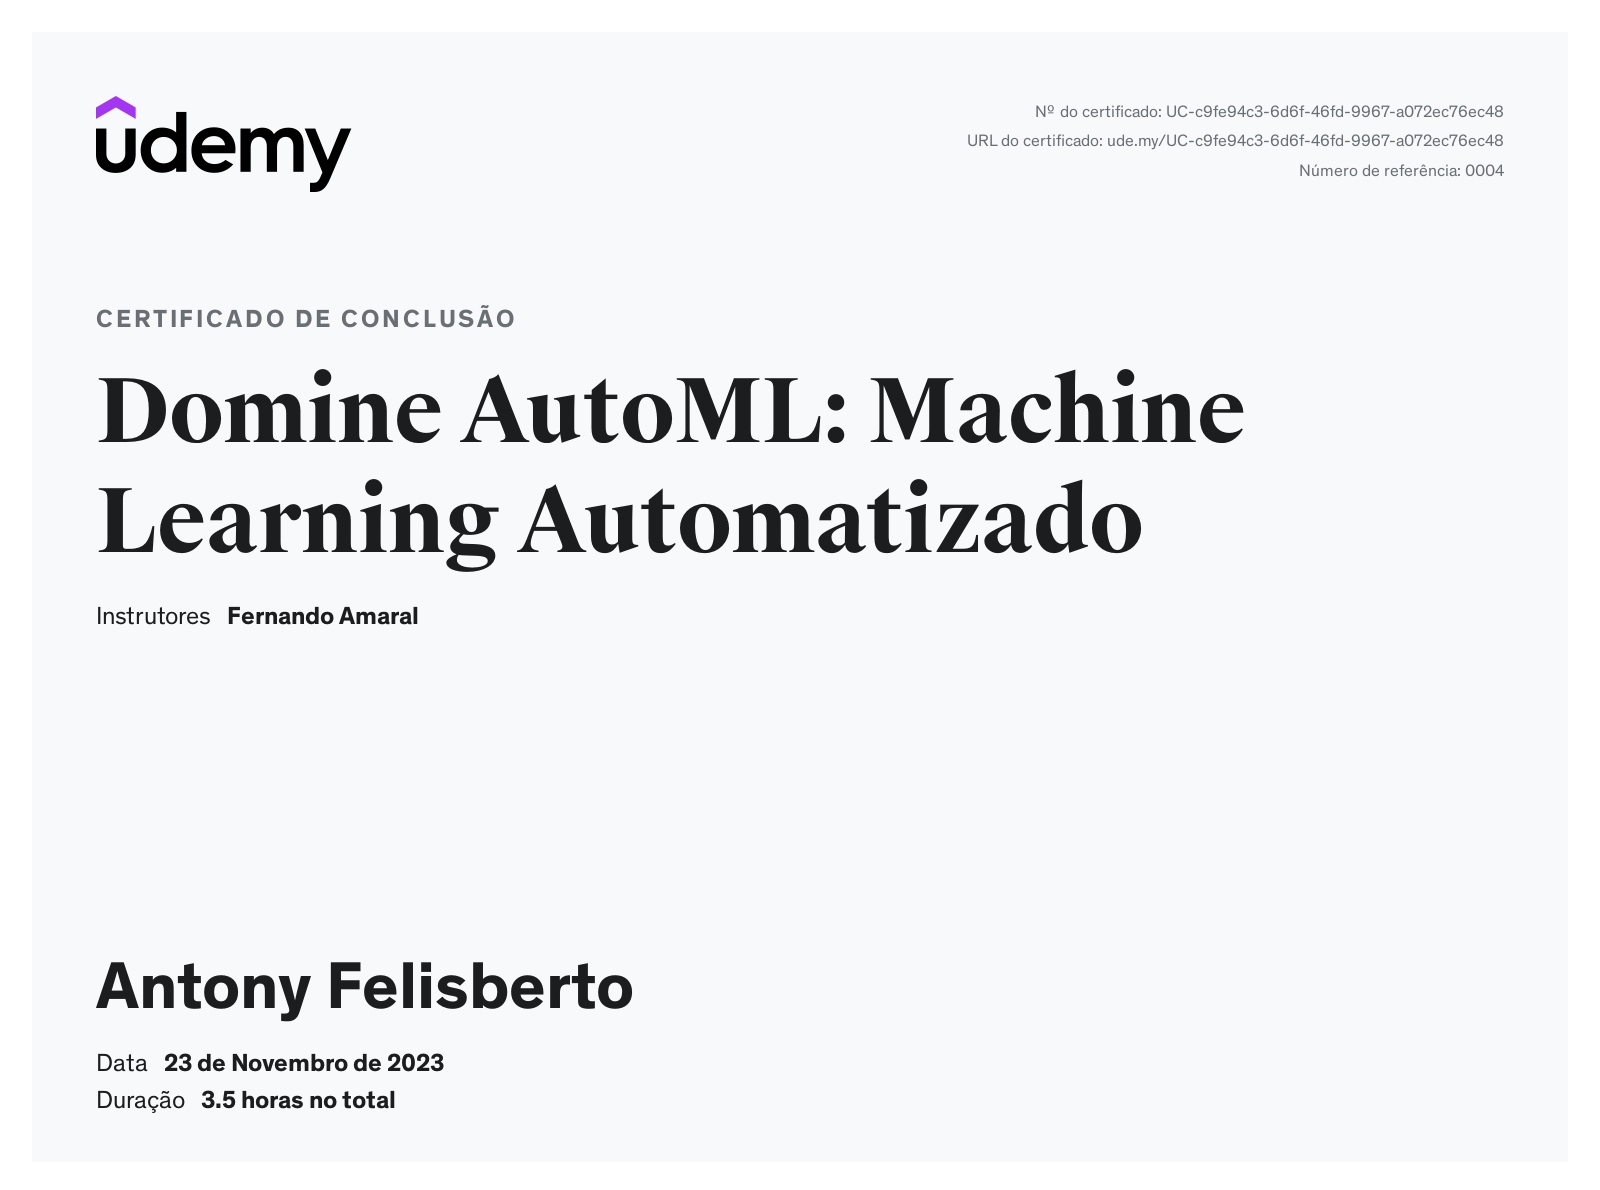 udemy
Nº do certificado: UC-c9fe94c3-6d6f-46fd-9967-a072ec76ec48
URL do certificado: ude.my/UC-c9fe94c3-6d6f-46fd-9967-a072ec76ec48
Número de referência: 0004
CERTIFICADO DE CONCLUSÃO
Domine AutoML: Machine
Learning Automatizado
Instrutores Fernando Amaral
Antony Felisberto
Data 23 de Novembro de 2023
Duração 3.5 horas no total